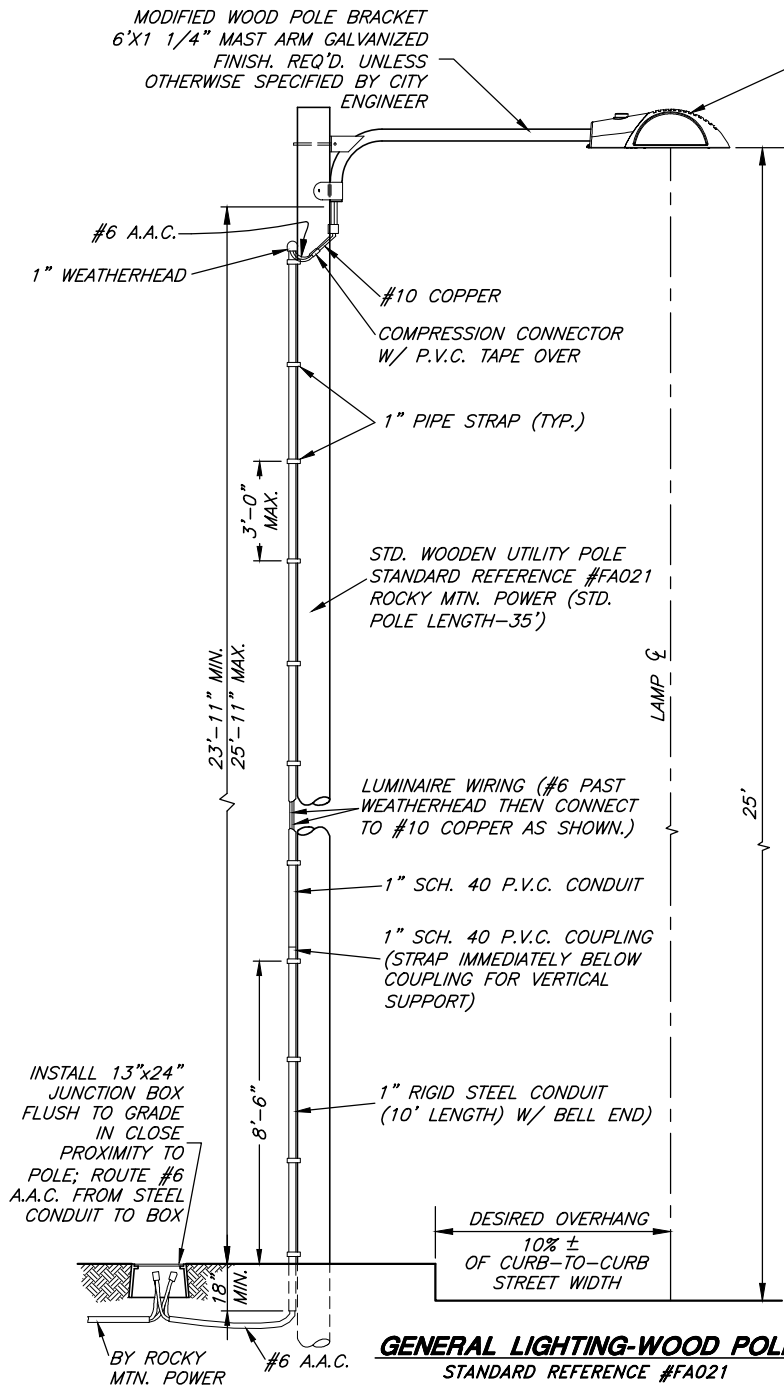 MODIFIED WOOD POLE BRACKET
6'X1 1/4" MAST ARM GALVANIZED
FINISH. REQ'D. UNLESS
OTHERWISE SPECIFIED BY CITY
ENGINEER
#6 A.A.C.
1" WEATHERHEAD
#10 COPPER
COMPRESSION CONNECTOR
W/ P.V.C. TAPE OVER
1" PIPE STRAP (TYP.)
3'-0"
MAX.
STD. WOODEN UTILITY POLE
STANDARD REFERENCE #FA021
ROCKY MTN. POWER (STD.
POLE LENGTH-35')
23'-11" MIN.
25'-11" MAX.
LAMP ℄
25'
LUMINAIRE WIRING (#6 PAST
WEATHERHEAD THEN CONNECT
TO #10 COPPER AS SHOWN.)
1" SCH. 40 P.V.C. CONDUIT
1" SCH. 40 P.V.C. COUPLING
(STRAP IMMEDIATELY BELOW
COUPLING FOR VERTICAL
SUPPORT)
8'-6"
1" RIGID STEEL CONDUIT
(10' LENGTH) W/ BELL END)
INSTALL 13"x24"
JUNCTION BOX
FLUSH TO GRADE
IN CLOSE
PROXIMITY TO
POLE; ROUTE #6
A.A.C. FROM STEEL
CONDUIT TO BOX
DESIRED OVERHANG
10% ±
OF CURB-TO-CURB
STREET WIDTH
18"
MIN.
BY ROCKY
MTN. POWER
#6 A.A.C.
GENERAL LIGHTING-WOOD POLE
STANDARD REFERENCE #FA021